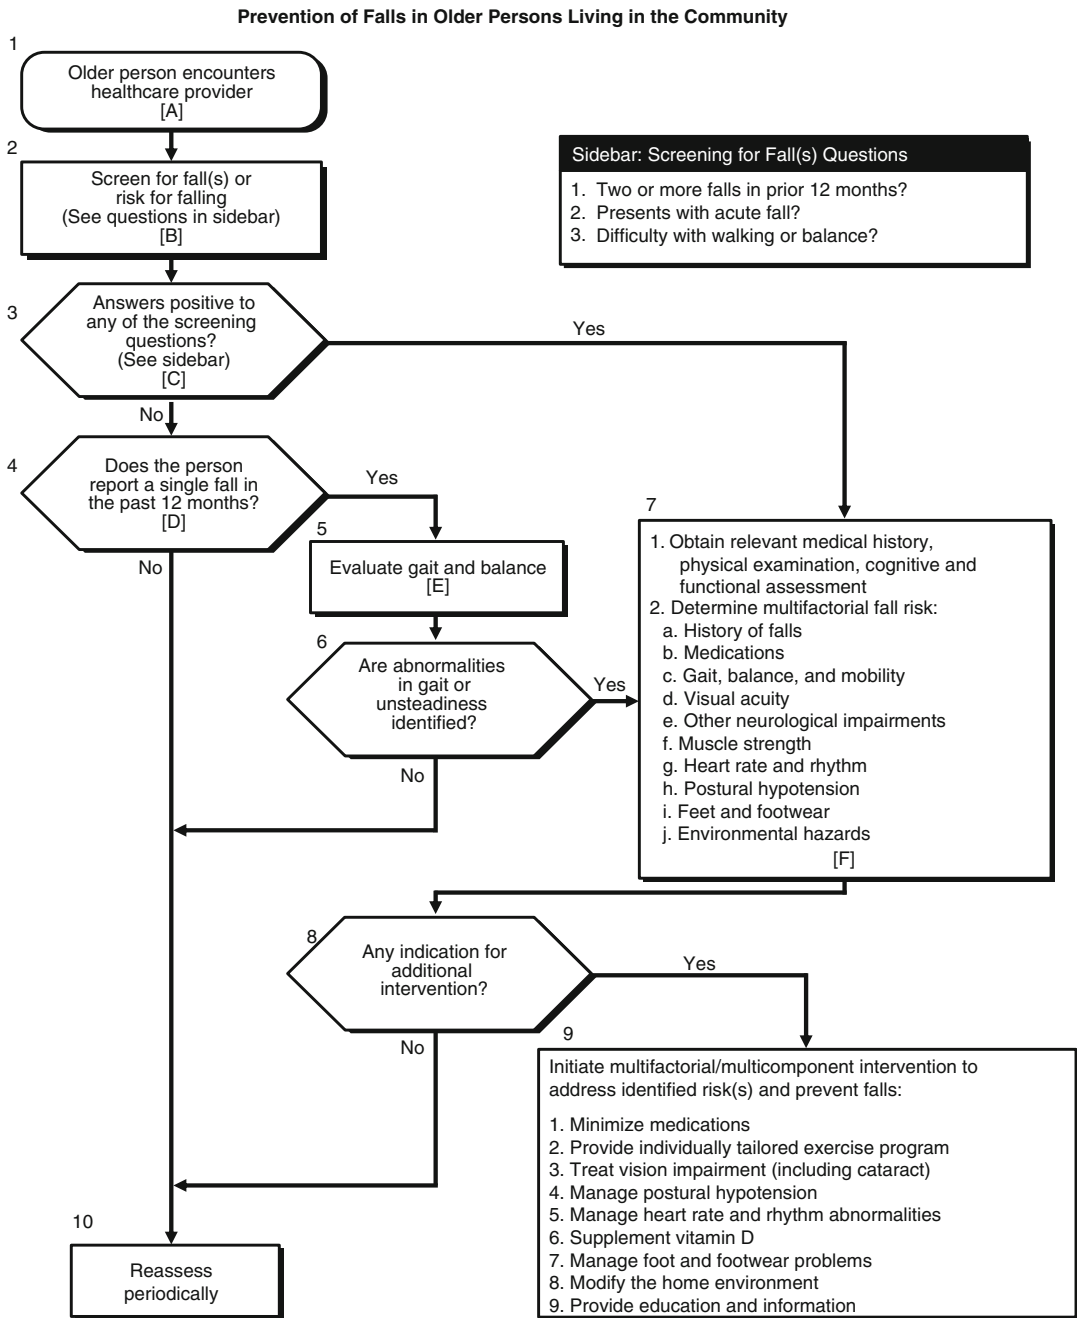 Prevention of Falls in Older Persons Living in the Community
1
Older person encounters
healthcare provider
[A]
2
Screen for fall(s) or
risk for falling
(See questions in sidebar)
[B]
Sidebar: Screening for Fall(s) Questions
1. Two or more falls in prior 12 months?
2. Presents with acute fall?
3. Difficulty with walking or balance?
3
Answers positive to
any of the screening
questions?
(See sidebar)
[C]
Yes
No
4
Does the person
report a single fall in
the past 12 months?
[D]
Yes
No
5
Evaluate gait and balance
[E]
6
Are abnormalities
in gait or
unsteadiness
identified?
Yes
No
7
1. Obtain relevant medical history,
physical examination, cognitive and
functional assessment
2. Determine multifactorial fall risk:
a. History of falls
b. Medications
c. Gait, balance, and mobility
d. Visual acuity
e. Other neurological impairments
f. Muscle strength
g. Heart rate and rhythm
h. Postural hypotension
i. Feet and footwear
j. Environmental hazards
[F]
8
Any indication for
additional
intervention?
Yes
No
9
Initiate multifactorial/multicomponent intervention to
address identified risk(s) and prevent falls:
1. Minimize medications
2. Provide individually tailored exercise program
3. Treat vision impairment (including cataract)
4. Manage postural hypotension
5. Manage heart rate and rhythm abnormalities
6. Supplement vitamin D
7. Manage foot and footwear problems
8. Modify the home environment
9. Provide education and information
10
Reassess
periodically